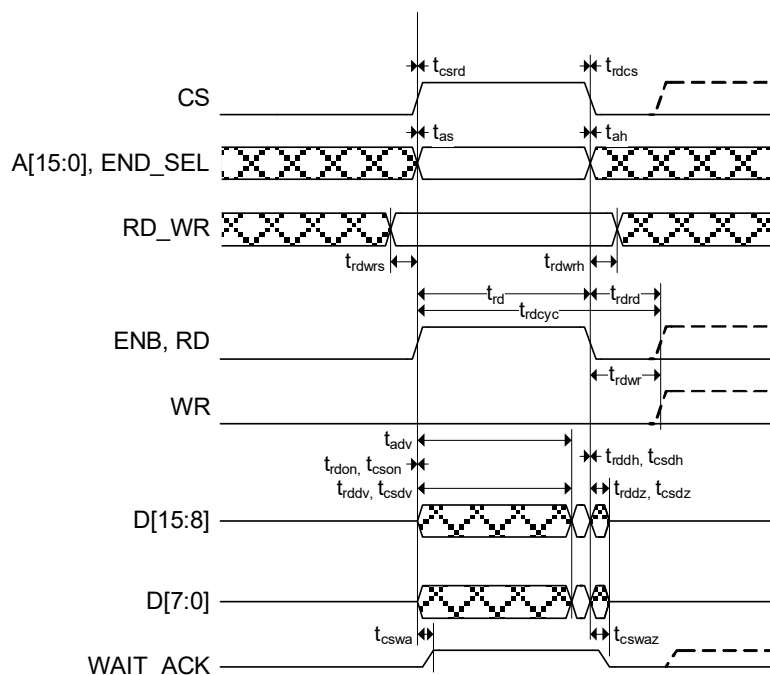 t_csrd t_rdcs
CS
t_as t_ah
A[15:0], END_SEL
RD_WR
t_rdwrs t_rdwrh
t_rd t_rdrd
t_rdcyc
ENB, RD
t_rdwr
WR
t_adv
t_rdon, t_cson t_rddh, t_csdh
t_rddv, t_csdv t_rddz, t_csdz
D[15:8]
D[7:0]
t_cswa t_cswaz
WAIT_ACK